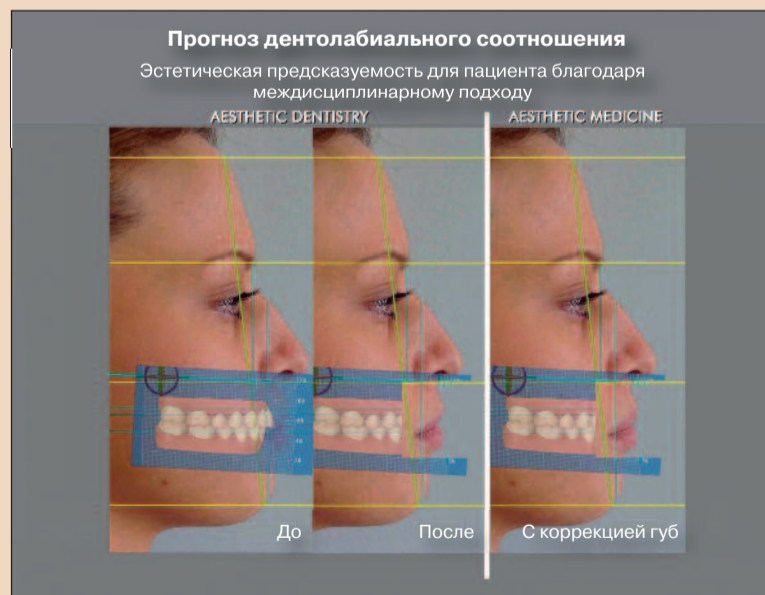 Прогноз дентолабиального соотношения
Эстетическая предсказуемость для пациента благодаря
междисциплинарному подходу
AESTHETIC DENTISTRY
AESTHETIC MEDICINE
До
После
С коррекцией губ